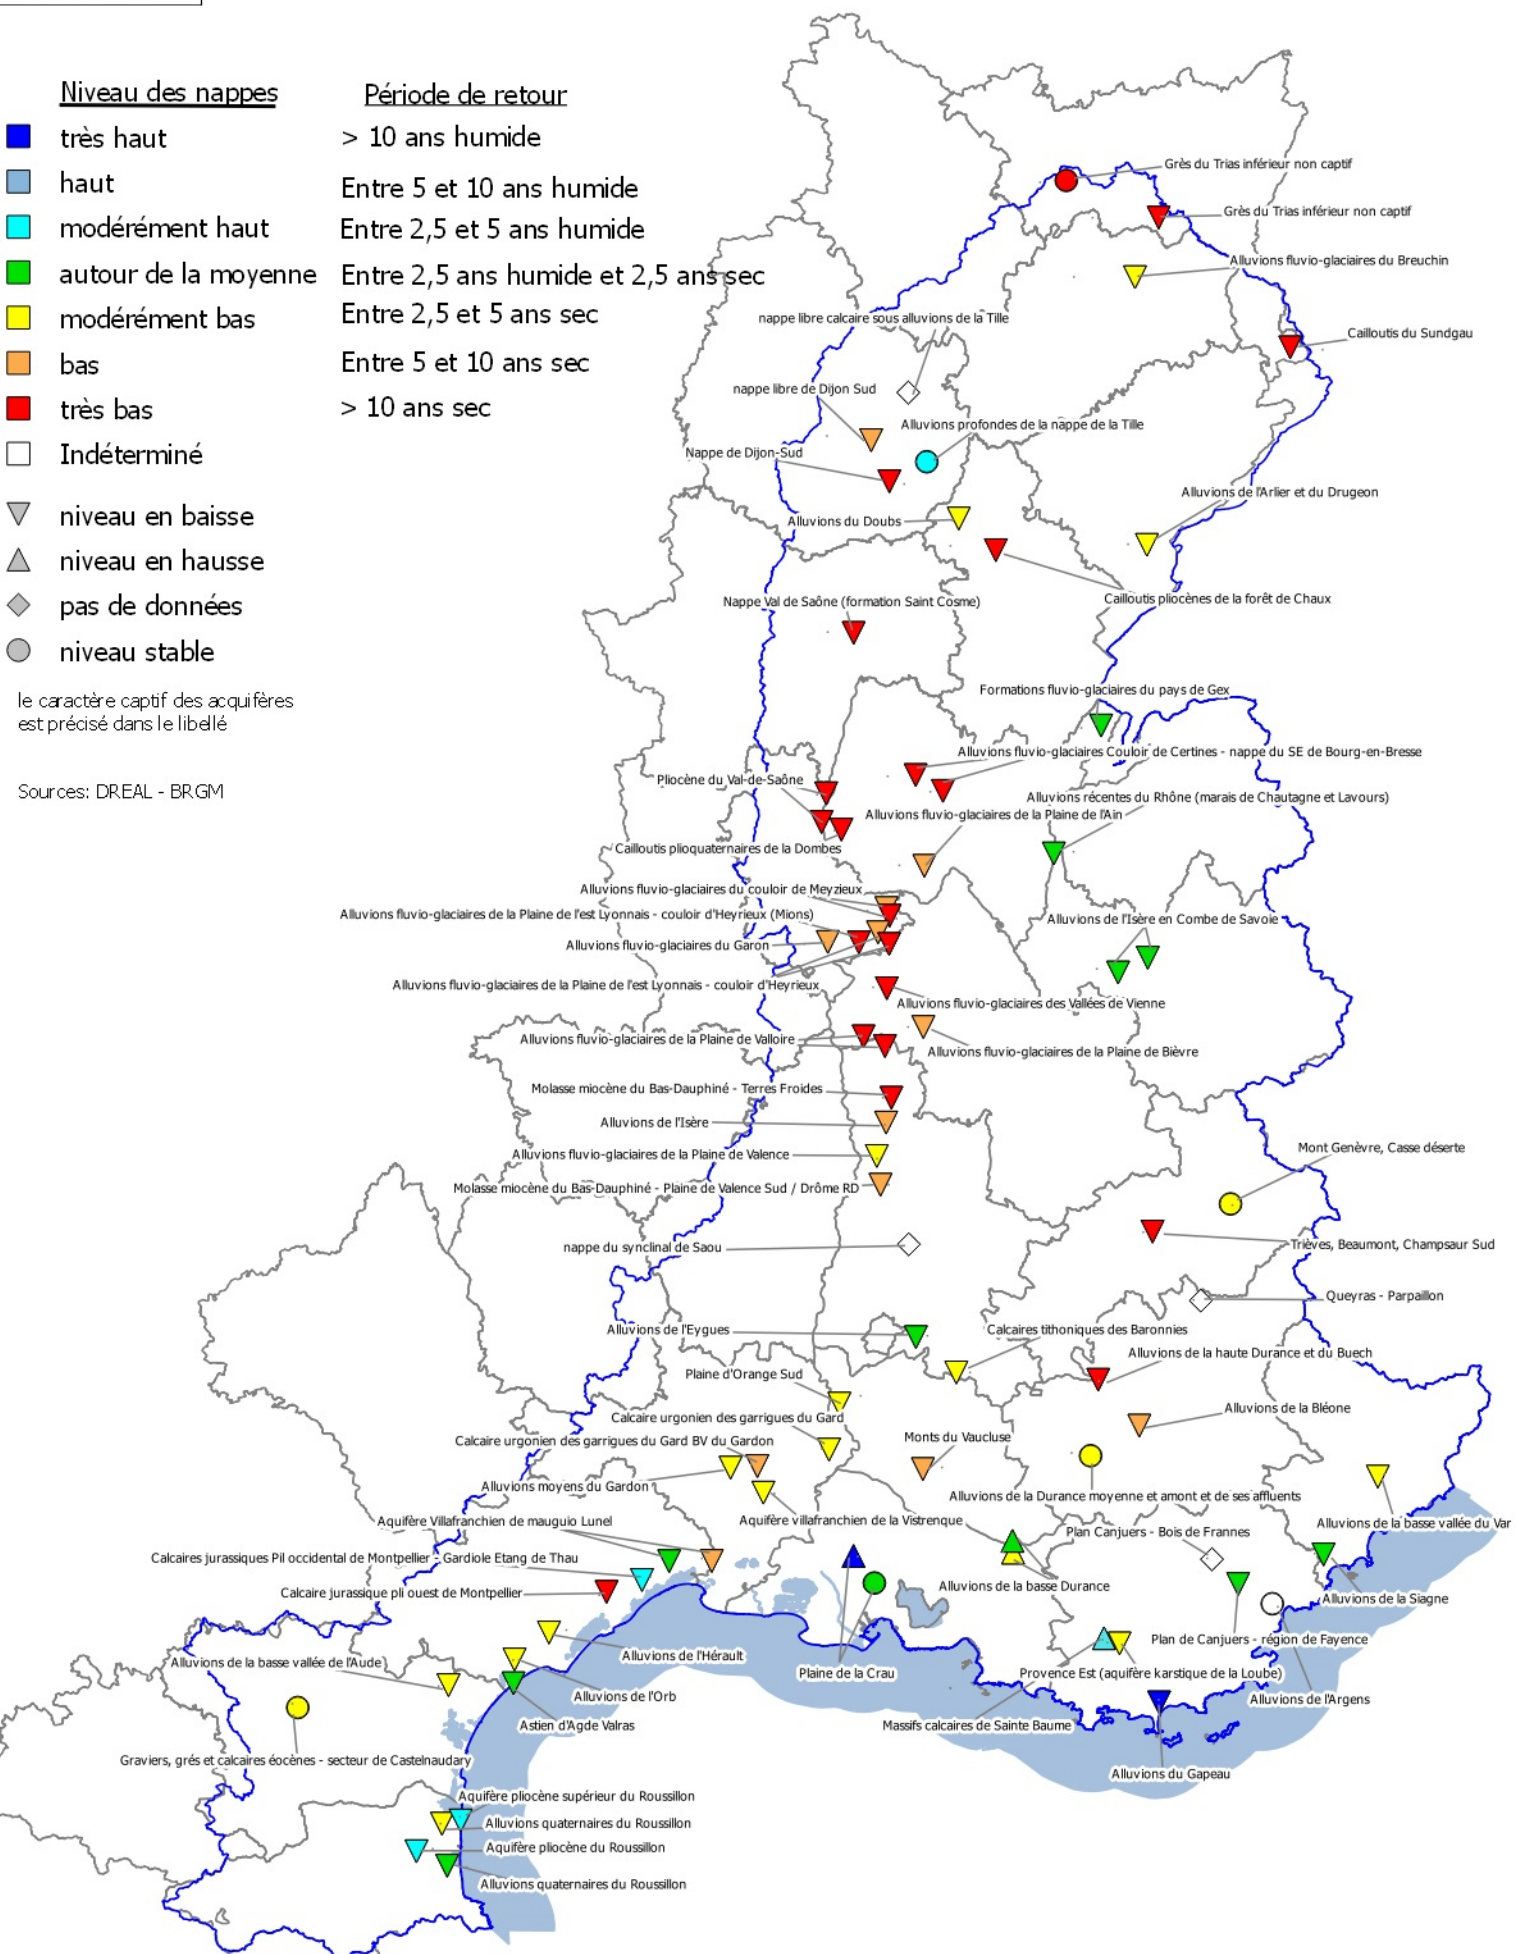 Niveau des nappes
Période de retour
très haut
> 10 ans humide
haut
Entre 5 et 10 ans humide
modérément haut
Entre 2,5 et 5 ans humide
autour de la moyenne
Entre 2,5 ans humide et 2,5 ans sec
modérément bas
Entre 2,5 et 5 ans sec
bas
Entre 5 et 10 ans sec
très bas
> 10 ans sec
Indéterminé
niveau en baisse
niveau en hausse
pas de données
niveau stable
le caractère captif des acquifères
est précisé dans le libellé
Sources: DREAL - BRGM
Grès du Trias inférieur non captif
Grès du Trias inférieur non captif
Alluvions fluvio-glaciaires du Breuchin
nappe libre calcaire sous alluvions de la Tille
Cailloutis du Sundgau
nappe libre de Dijon Sud
Alluvions profondes de la nappe de la Tille
Nappe de Dijon-Sud
Alluvions de l'Arlier et du Drugeon
Alluvions du Doubs
Cailloutis pliocènes de la forêt de Chaux
Nappe Val de Saône (formation Saint Cosme)
Formations fluvio-glaciaires du pays de Gex
Alluvions fluvio-glaciaires Couloir de Certines - nappe du SE de Bourg-en-Bresse
Pliocène du Val-de-Saône
Alluvions récentes du Rhône (marais de Chautagne et Lavours)
Alluvions fluvio-glaciaires de la Plaine de l'Ain
Cailloutis plioquaternaires de la Dombes
Alluvions fluvio-glaciaires du couloir de Meyzieux
Alluvions fluvio-glaciaires de la Plaine de l'est Lyonnais - couloir d'Heyrieux (Mions)
Alluvions de l'Isère en Combe de Savoie
Alluvions fluvio-glaciaires du Garon
Alluvions fluvio-glaciaires de la Plaine de l'est Lyonnais - couloir d'Heyrieux
Alluvions fluvio-glaciaires des Vallées de Vienne
Alluvions fluvio-glaciaires de la Plaine de Valloire
Alluvions fluvio-glaciaires de la Plaine de Bièvre
Molasse miocène du Bas-Dauphiné - Terres Froides
Alluvions de l'Isère
Mont Genèvre, Casse déserte
Alluvions fluvio-glaciaires de la Plaine de Valence
Molasse miocène du Bas-Dauphiné - Plaine de Valence Sud / Drôme RD
nappe du synclinal de Saou
Trièves, Beaumont, Champsaur Sud
Queyras - Parpaillon
Alluvions de l'Eygues
Calcaires tithoniques des Baronnies
Alluvions de la haute Durance et du Buech
Plaine d'Orange Sud
Alluvions de la Bléone
Calcaire urgonien des garrigues du Gard
Monts du Vaucluse
Calcaire urgonien des garrigues du Gard BV du Gardon
Alluvions moyens du Gardon
Alluvions de la Durance moyenne et amont et de ses affluents
Aquifère Villafranchien de mauguio Lunel
Aquifère villafranchien de la Vistrenque
Alluvions de la basse vallée du Var
Plan Canjuers - Bois de Frannes
Calcaires jurassiques Pil occidental de Montpellier - Gardiole Etang de Thau
Alluvions de la basse Durance
Calcaire jurassique pli ouest de Montpellier
Alluvions de la Siagne
Plan de Canjuers - région de Fayence
Alluvions de l'Hérault
Alluvions de la basse vallée de l'Aude
Plaine de la Crau
Provence Est (aquifère karstique de la Loube)
Alluvions de l'Orb
Alluvions de l'Argens
Astien d'Agde Valras
Massifs calcaires de Sainte Baume
Graviers, grés et calcaires éocènes - secteur de Castelnaudary
Alluvions du Gapeau
Aquifère pliocène supérieur du Roussillon
Alluvions quaternaires du Roussillon
Aquifère pliocène du Roussillon
Alluvions quaternaires du Roussillon